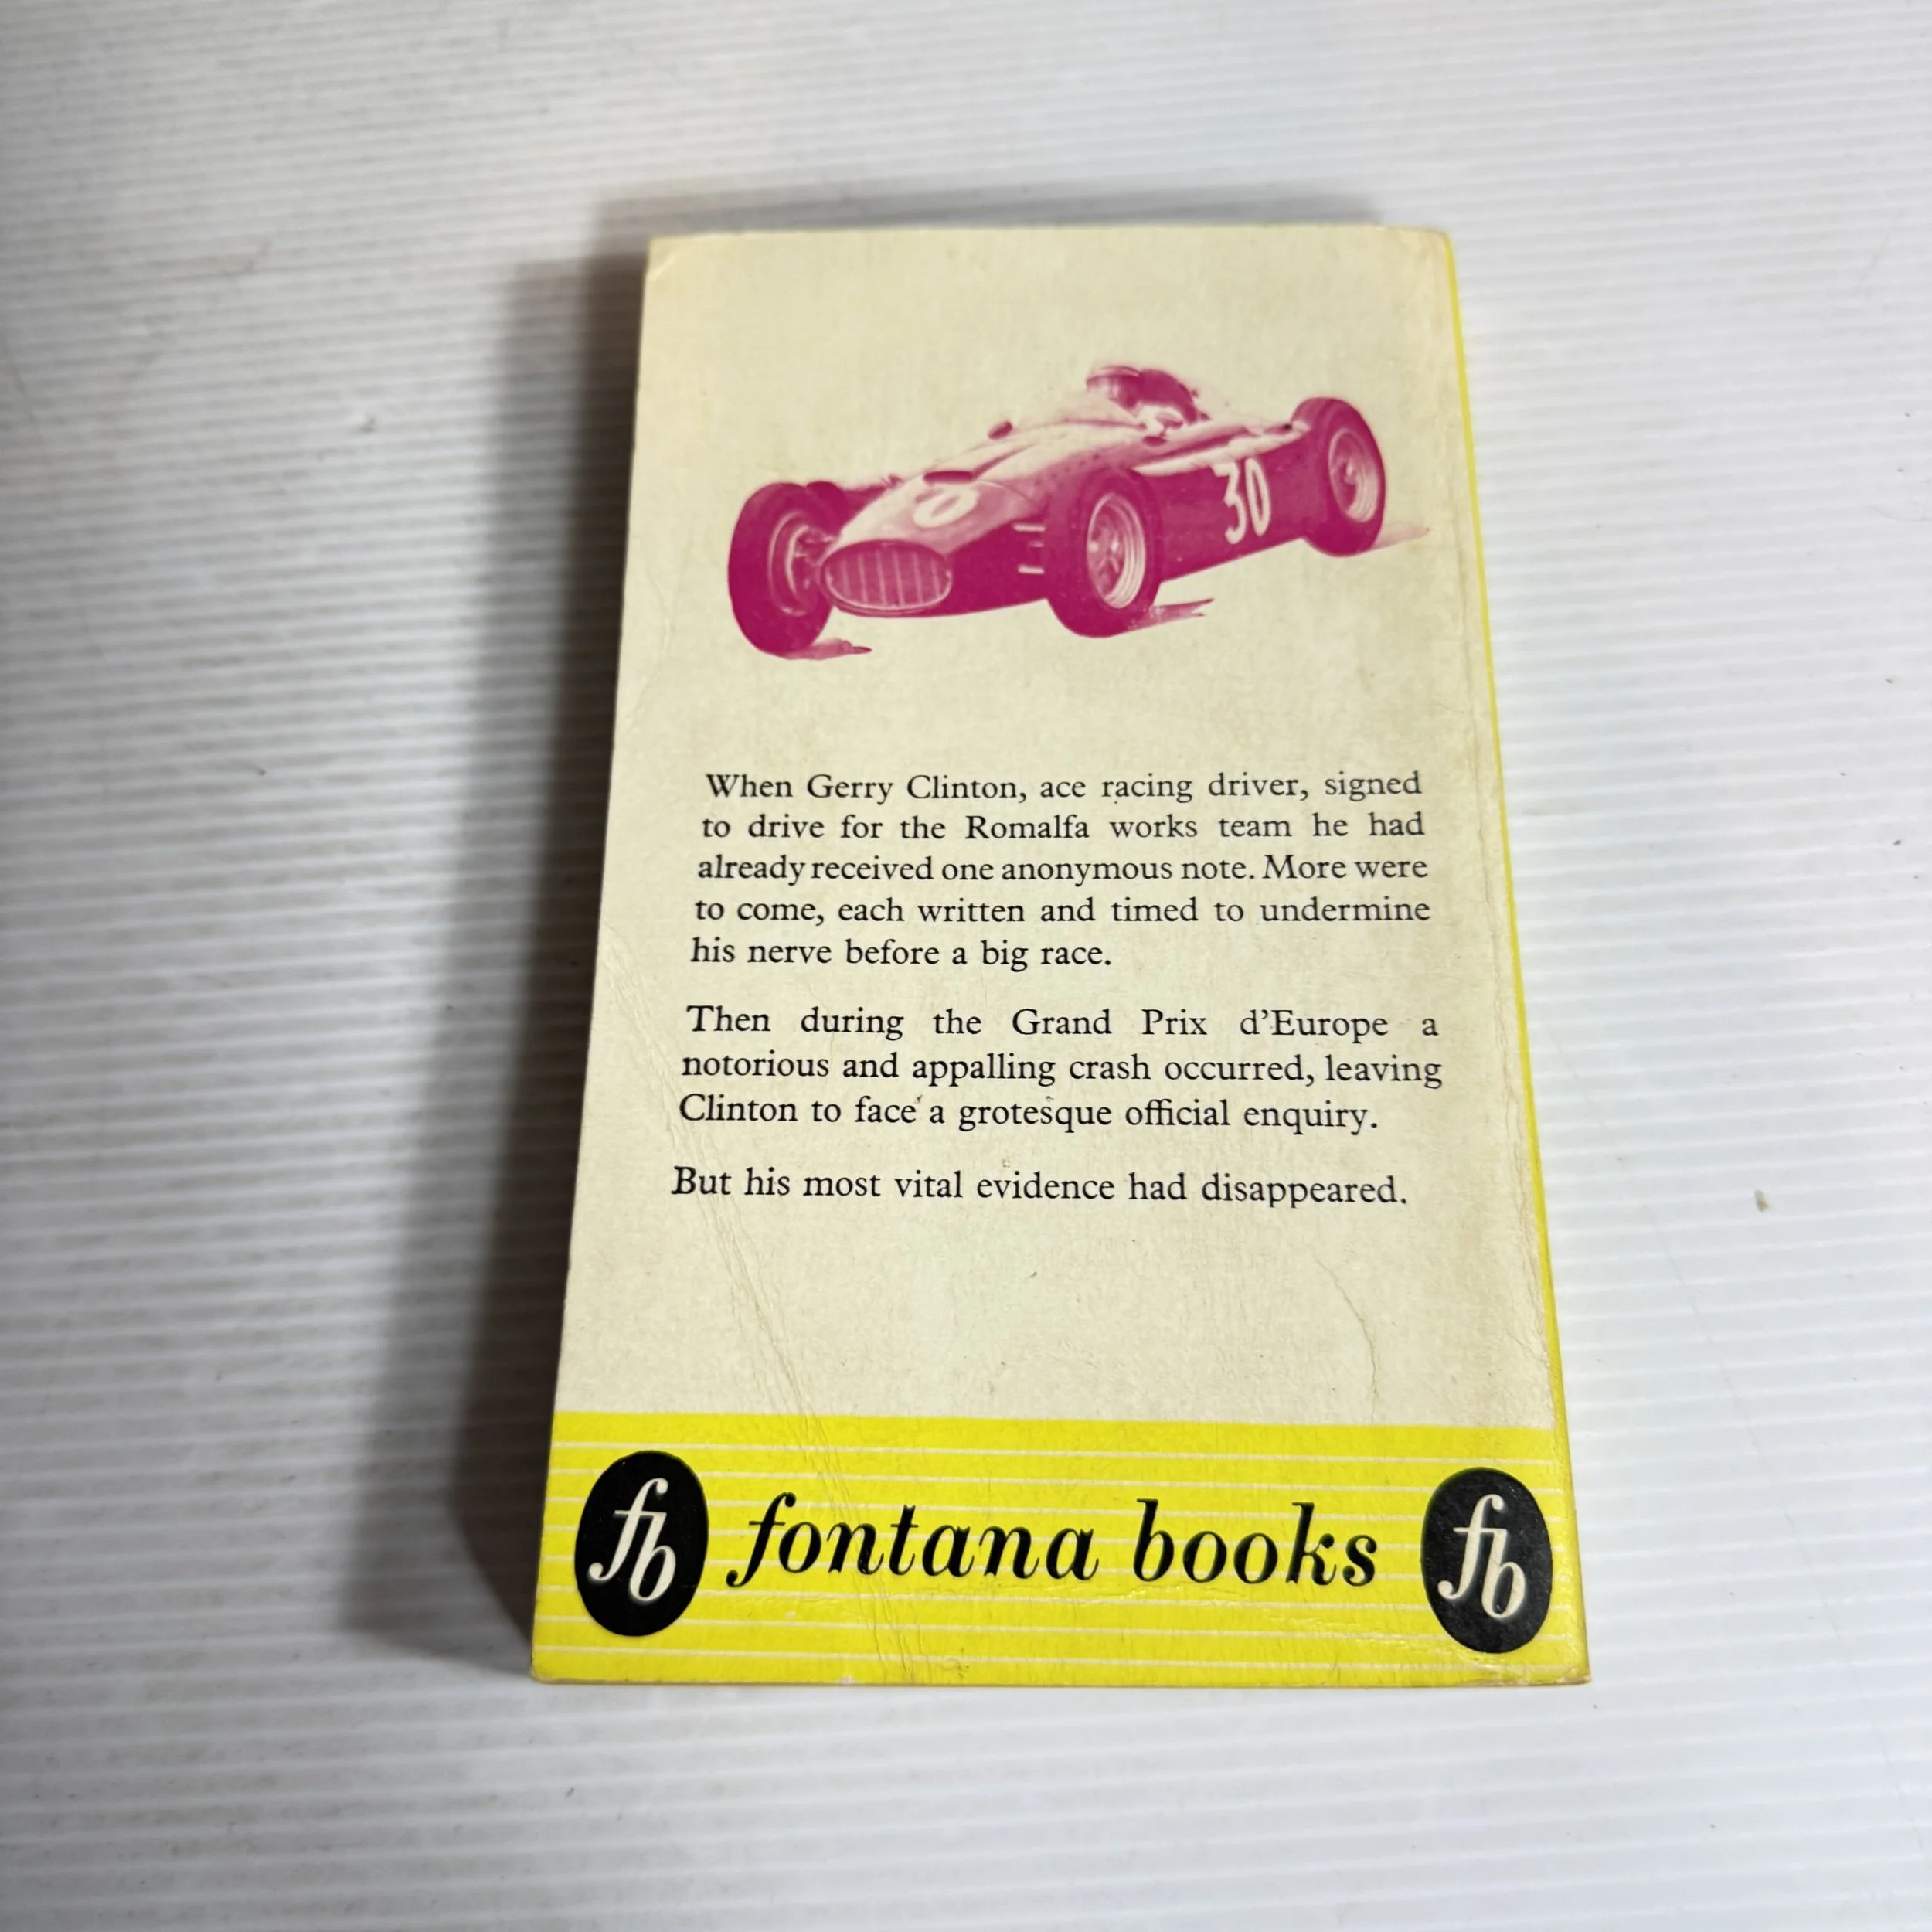 30
When Gerry Clinton, ace racing driver, signed
to drive for the Romalfa works team he had
already received one anonymous note. More were
to come, each written and timed to undermine
his nerve before a big race.
Then during the Grand Prix d'Europe a
notorious and appalling crash occurred, leaving
Clinton to face a grotesque official enquiry.
But his most vital evidence had disappeared.
fb fontana books fb